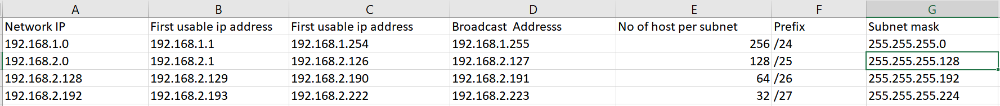 A B C D E F G
Network IP First usable ip address First usable ip address Broadcast  Addresss No of host per subnet Prefix Subnet mask
192.168.1.0 192.168.1.1 192.168.1.254 192.168.1.255 256 /24 255.255.255.0
192.168.2.0 192.168.2.1 192.168.2.126 192.168.2.127 128 /25 255.255.255.128
192.168.2.128 192.168.2.129 192.168.2.190 192.168.2.191 64 /26 255.255.255.192
192.168.2.192 192.168.2.193 192.168.2.222 192.168.2.223 32 /27 255.255.255.224